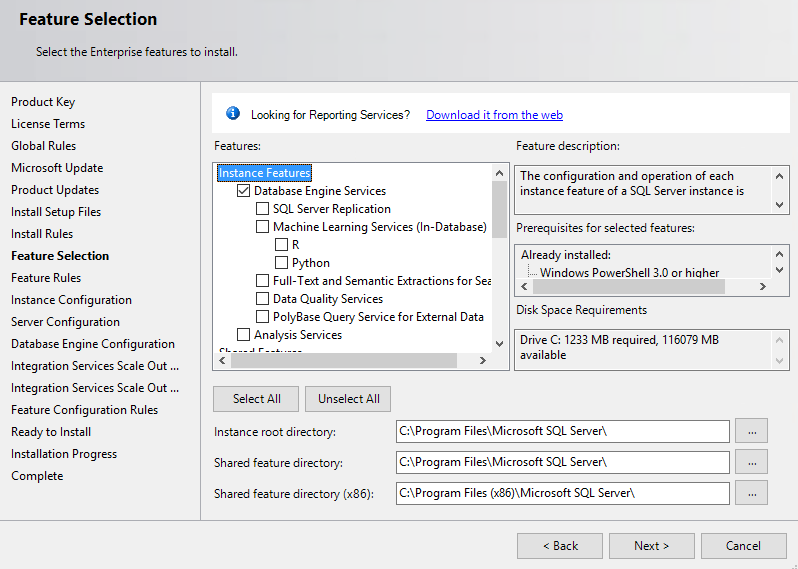 Feature Selection
Select the Enterprise features to install.
Product Key
License Terms
Global Rules
Microsoft Update
Product Updates
Install Setup Files
Install Rules
Feature Selection
Feature Rules
Instance Configuration
Server Configuration
Database Engine Configuration
Integration Services Scale Out ...
Integration Services Scale Out ...
Feature Configuration Rules
Ready to Install
Installation Progress
Complete
Looking for Reporting Services? Download it from the web
Features:
Instance Features
Database Engine Services
SQL Server Replication
Machine Learning Services (In-Database)
R
Python
Full-Text and Semantic Extractions for Sea
Data Quality Services
PolyBase Query Service for External Data
Analysis Services
Shared Features
Feature description:
The configuration and operation of each
instance feature of a SQL Server instance is
Prerequisites for selected features:
Already installed:
Windows PowerShell 3.0 or higher
Disk Space Requirements
Drive C: 1233 MB required, 116079 MB
available
Select All
Unselect All
Instance root directory:
C:\Program Files\Microsoft SQL Server\
...
Shared feature directory:
C:\Program Files\Microsoft SQL Server\
...
Shared feature directory (x86):
C:\Program Files (x86)\Microsoft SQL Server\
...
< Back
Next >
Cancel